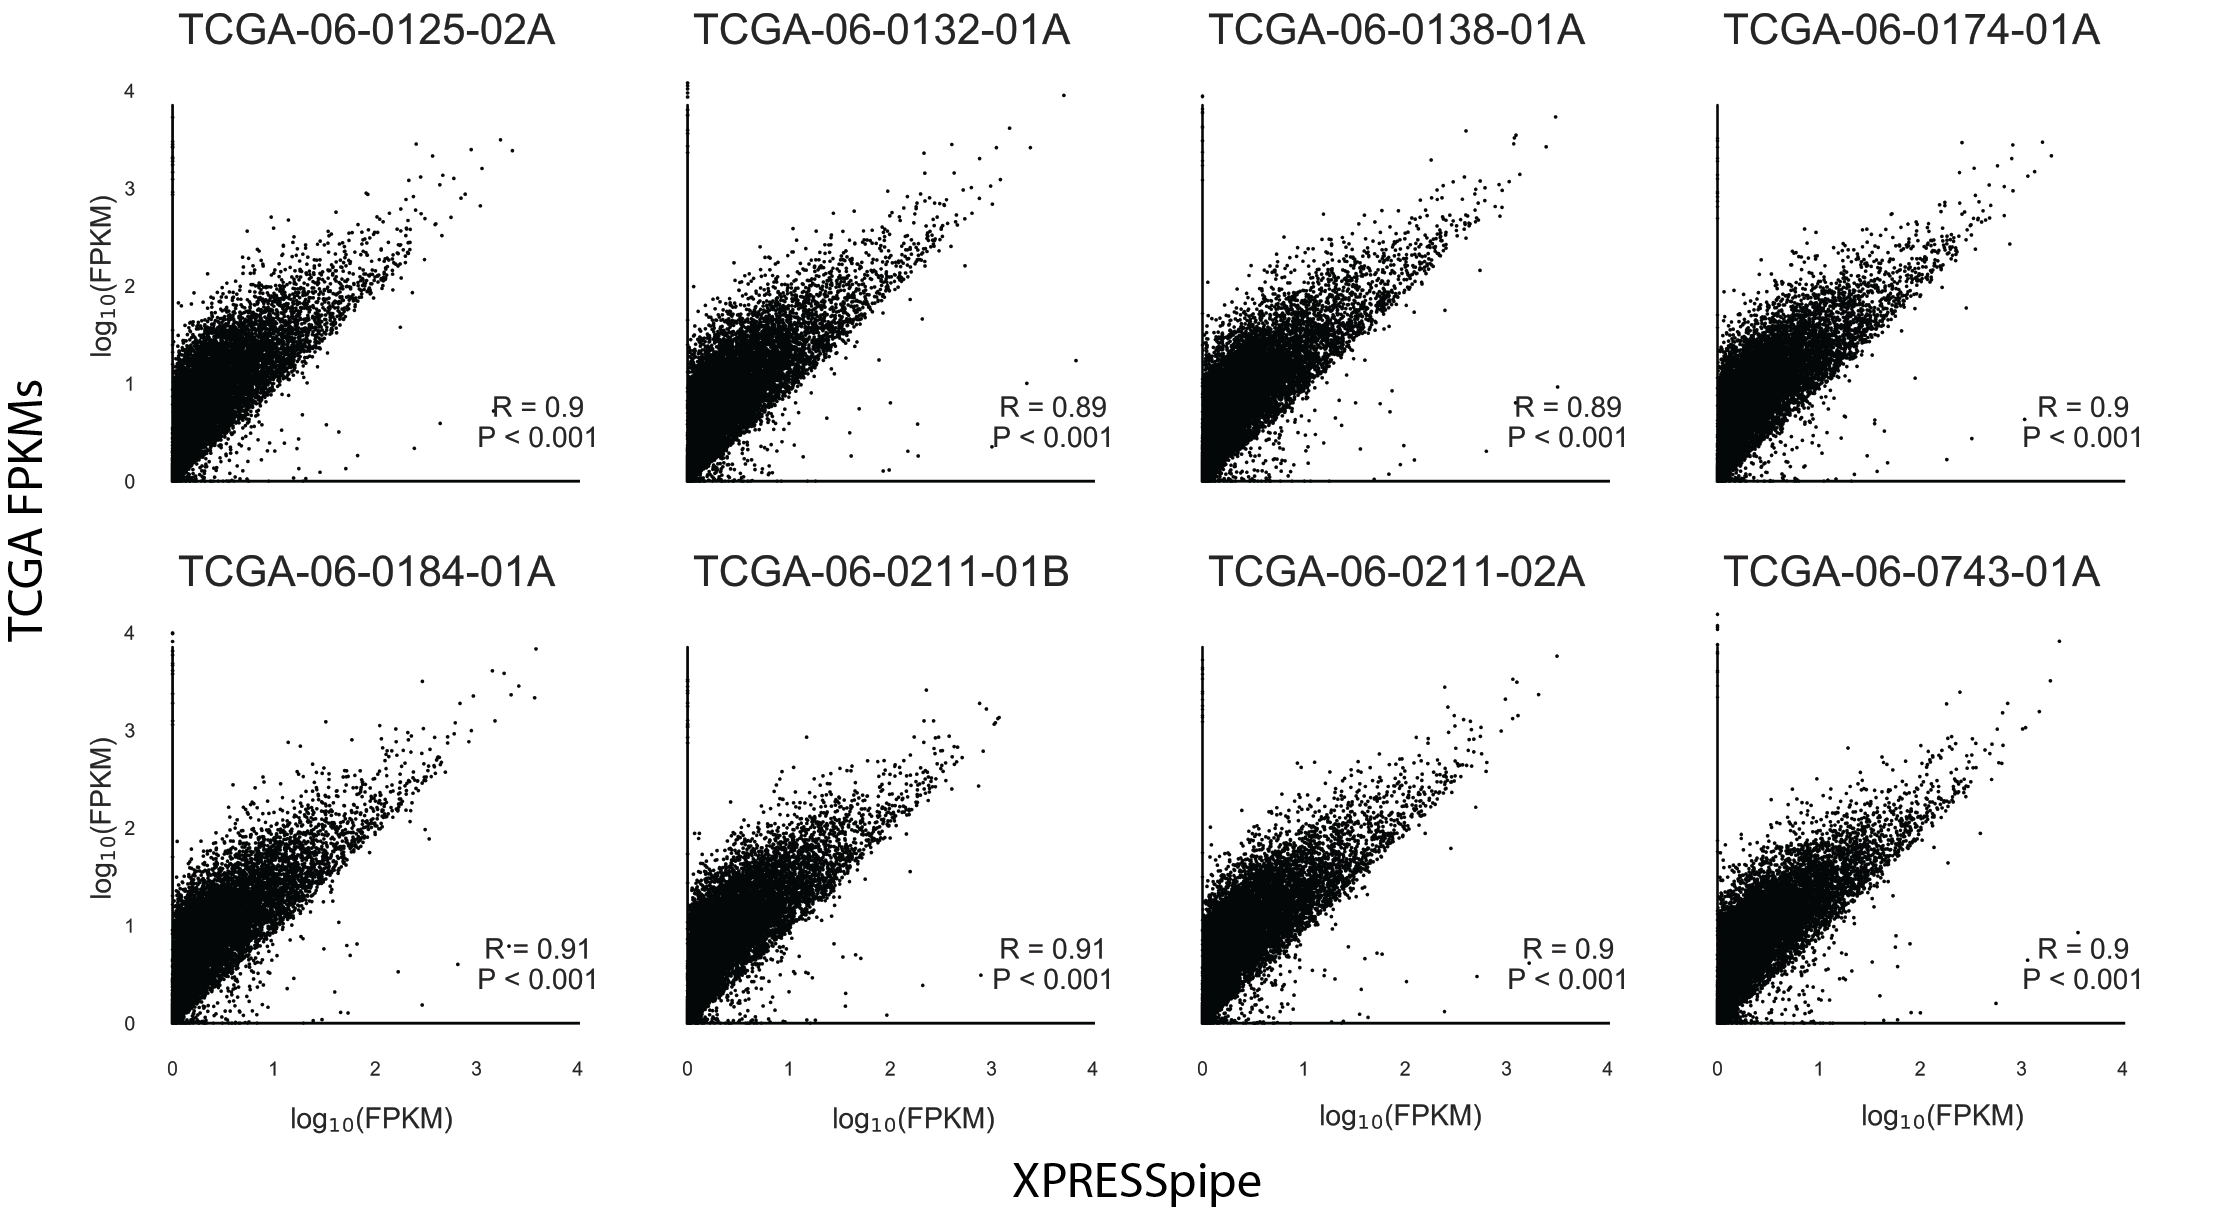 TCGA-06-0125-02A
TCGA-06-0132-01A
TCGA-06-0138-01A
TCGA-06-0174-01A
4
3
2
1
0
log10(FPKM)
R = 0.9
P < 0.001
R = 0.89
P < 0.001
R = 0.89
P < 0.001
R = 0.9
P < 0.001
TCGA FPKMs
TCGA-06-0184-01A
TCGA-06-0211-01B
TCGA-06-0211-02A
TCGA-06-0743-01A
4
3
2
1
0
log10(FPKM)
R = 0.91
P < 0.001
R = 0.91
P < 0.001
R = 0.9
P < 0.001
R = 0.9
P < 0.001
0 1 2 3 4
0 1 2 3 4
0 1 2 3 4
0 1 2 3 4
log10(FPKM)
log10(FPKM)
log10(FPKM)
log10(FPKM)
XPRESSpipe